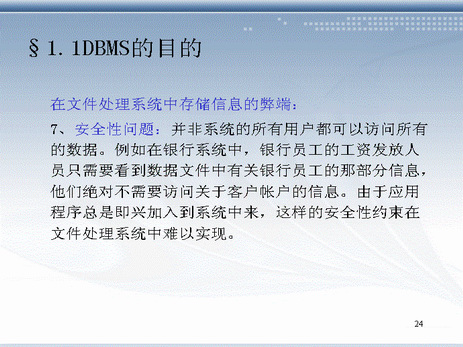 §1.1DBMS的目的
在文件处理系统中存储信息的弊端：
7、安全性问题：并非系统的所有用户都可以访问所有
的数据。例如在银行系统中，银行员工的工资发放人
员只需要看到数据文件中有关银行员工的那部分信息，
他们绝对不需要访问关于客户帐户的信息。由于应用
程序总是即兴加入到系统中来，这样的安全性约束在
文件处理系统中难以实现。
24